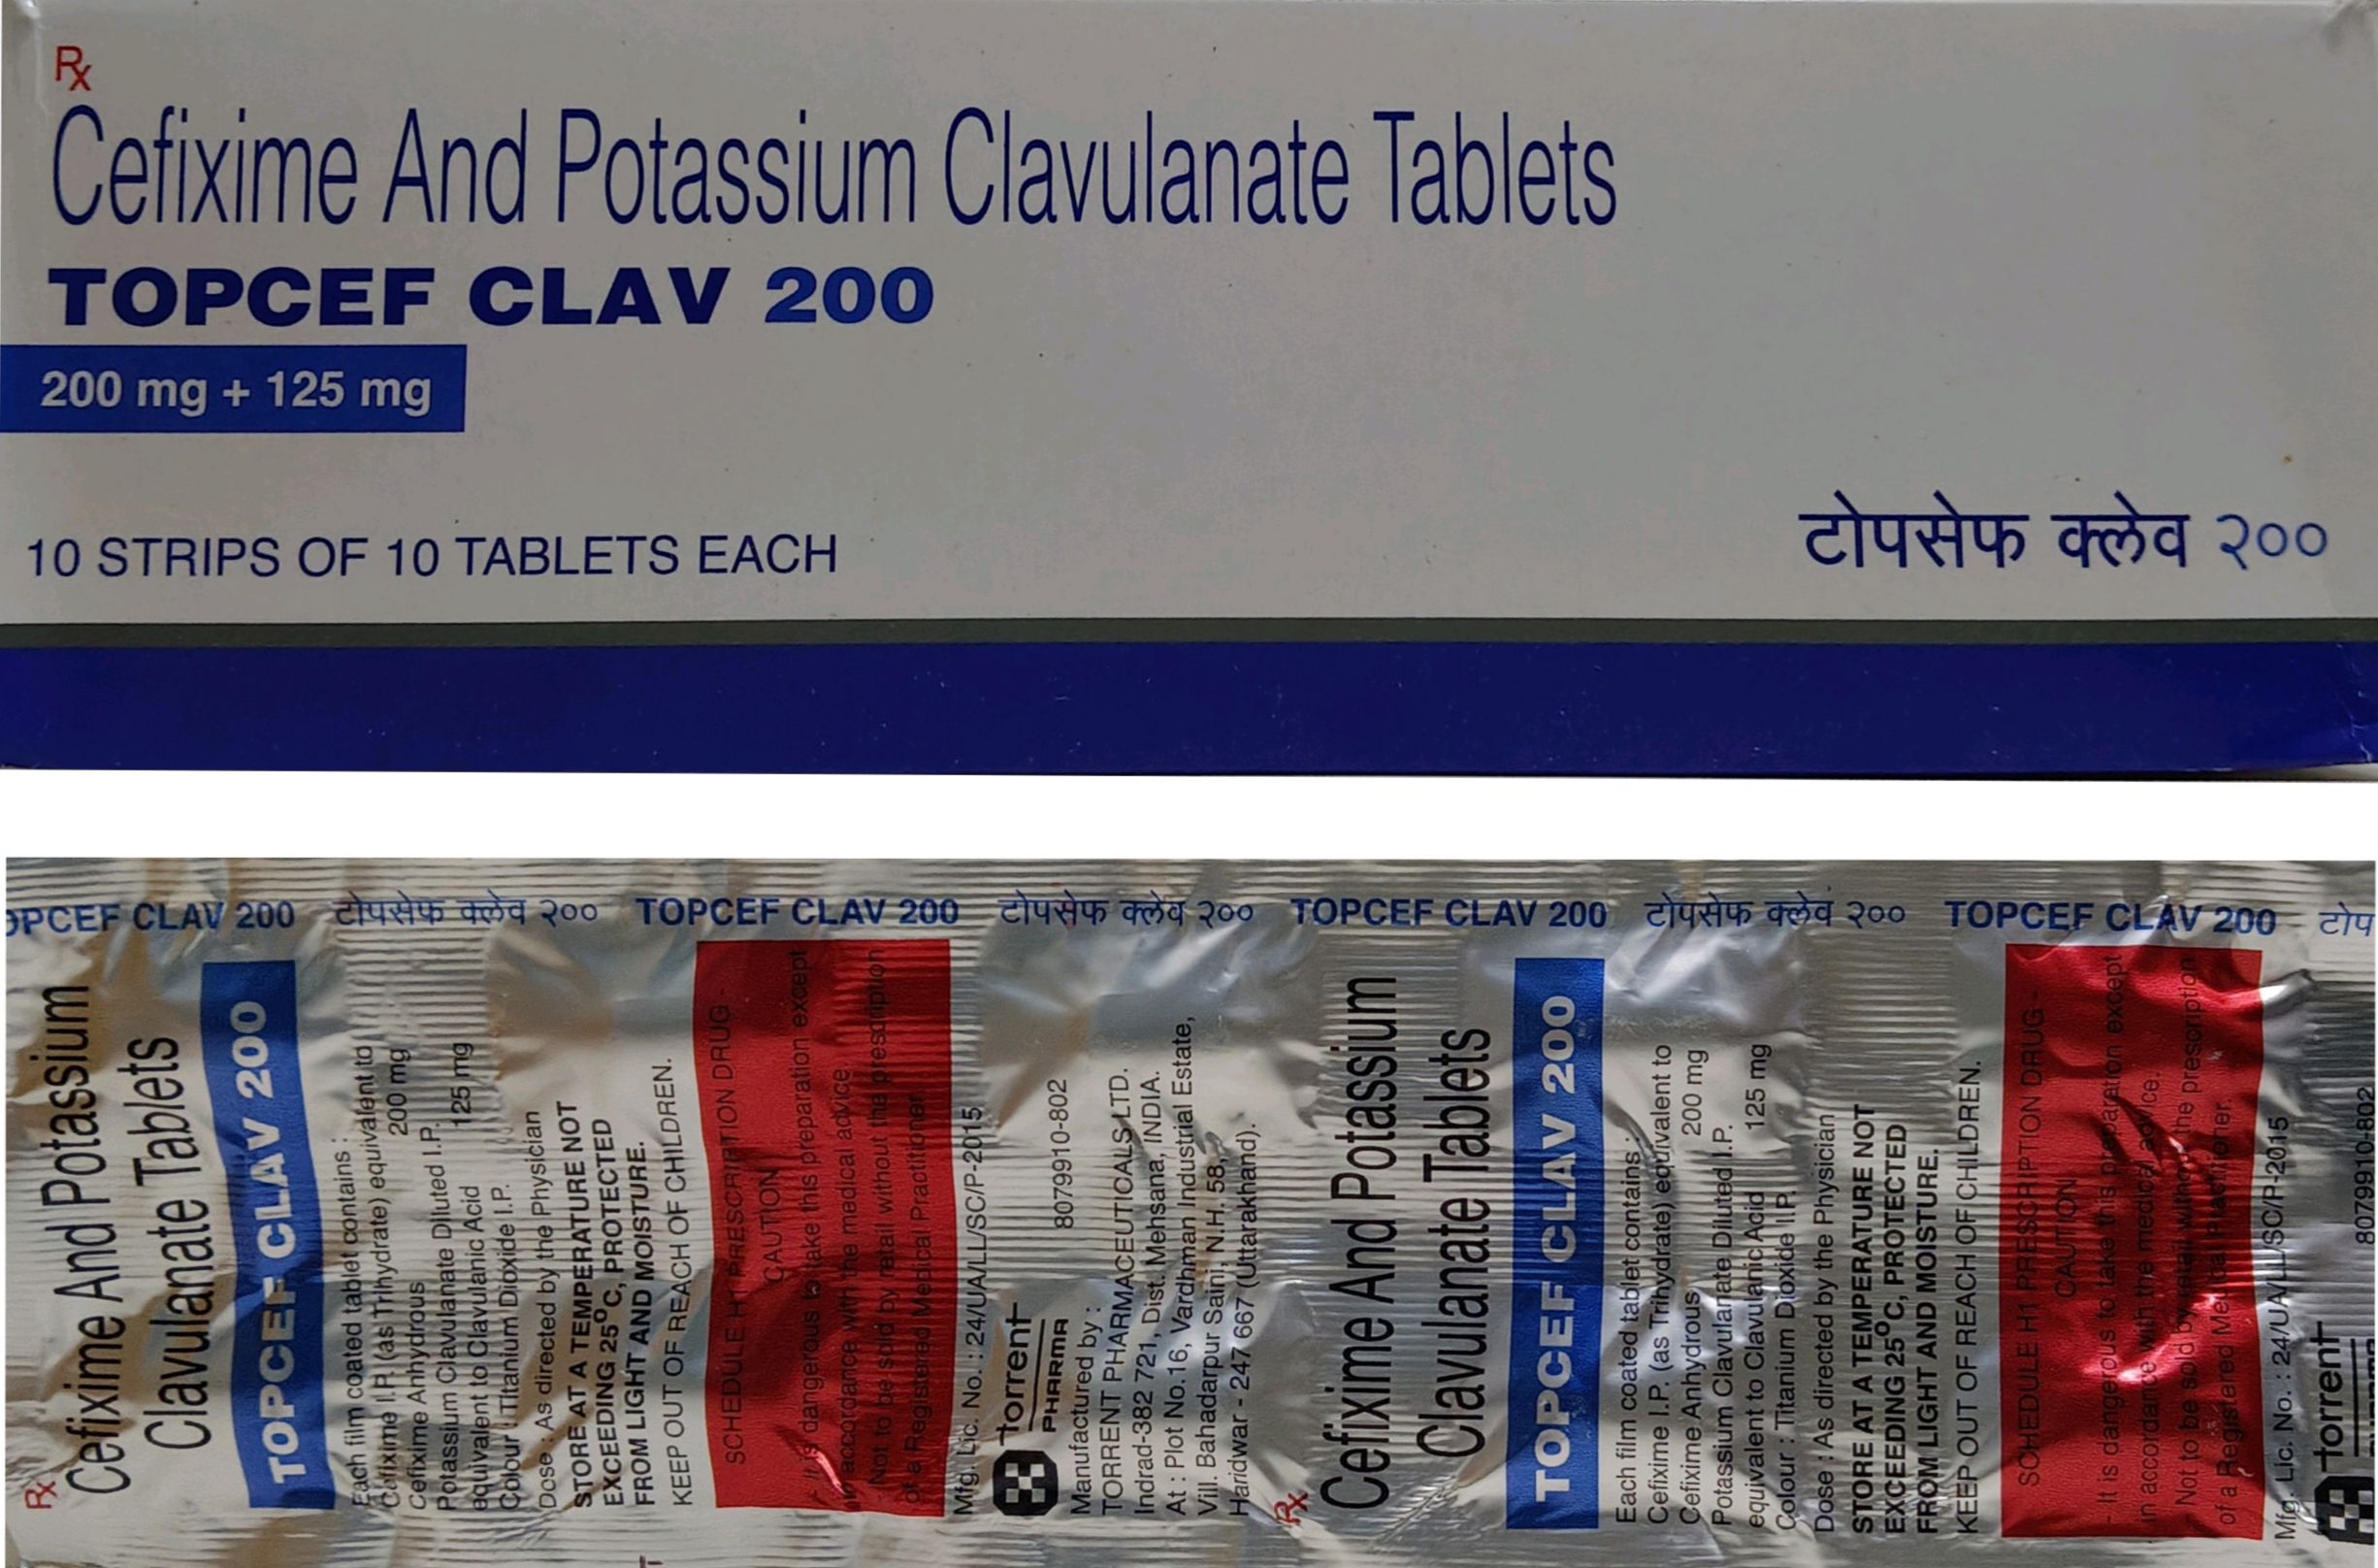 Rx
Cefixime And Potassium Clavulanate Tablets
TOPCEF CLAV 200
200 mg + 125 mg
10 STRIPS OF 10 TABLETS EACH
टोपसेफ क्लेव २००
OPCEF CLAV 200 टोपसेफ क्लेव २०० TOPCEF CLAV 200 टोपसेफ क्लेव २०० TOPCEF CLAV 200 टोपसेफ क्लेव २०० TOPCEF CLAV 200 टोप
Rx
Cefixime And Potassium
Clavulanate Tablets
TOPCEF CLAV 200
Each film coated tablet contains :
Cefixime I.P. (as Trihydrate) equivalent to
Cefixime Anhydrous 200 mg
Potassium Clavulanate Diluted I.P.
equivalent to Clavulanic Acid 125 mg
Colour : Titanium Dioxide I.P.
Dose : As directed by the Physician
STORE AT A TEMPERATURE NOT
EXCEEDING 25°C, PROTECTED
FROM LIGHT AND MOISTURE.
KEEP OUT OF REACH OF CHILDREN.
SCHEDULE H1 PRESCRIPTION DRUG -
CAUTION
- It is dangerous to take this preparation except
in accordance with the medical advice.
- Not to be sold by retail without the prescription
of a Registered Medical Practitioner.
Mfg. Lic. No. : 24/UA/LL/SC/P-2015
torrent
PHARMA
8079910-802
Manufactured by :
TORRENT PHARMACEUTICALS LTD.
Indrad-382 721, Dist. Mehsana, INDIA.
At : Plot No.16, Vardhman Industrial Estate,
Vill. Bahadarpur Saini, N.H. 58,
Haridwar - 247 667 (Uttarakhand).
Rx
Cefixime And Potassium
Clavulanate Tablets
TOPCEF CLAV 200
Each film coated tablet contains :
Cefixime I.P. (as Trihydrate) equivalent to
Cefixime Anhydrous 200 mg
Potassium Clavulanate Diluted I.P.
equivalent to Clavulanic Acid 125 mg
Colour : Titanium Dioxide I.P.
Dose : As directed by the Physician
STORE AT A TEMPERATURE NOT
EXCEEDING 25°C, PROTECTED
FROM LIGHT AND MOISTURE.
KEEP OUT OF REACH OF CHILDREN.
SCHEDULE H1 PRESCRIPTION DRUG -
CAUTION
- It is dangerous to take this preparation except
in accordance with the medical advice.
- Not to be sold by retail without the prescription
of a Registered Medical Practitioner.
Mfg. Lic. No. : 24/UA/LL/SC/P-2015
torrent
8079910-802